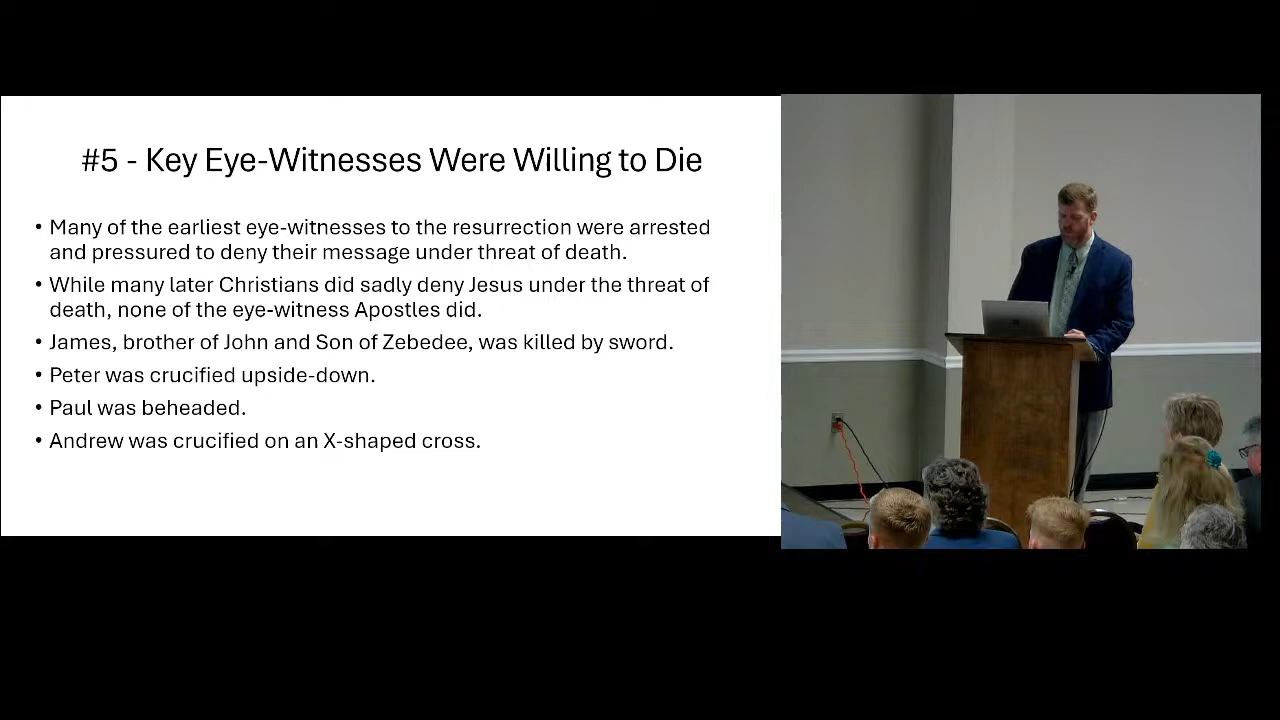 #5 - Key Eye-Witnesses Were Willing to Die
• Many of the earliest eye-witnesses to the resurrection were arrested
and pressured to deny their message under threat of death.
• While many later Christians did sadly deny Jesus under the threat of
death, none of the eye-witness Apostles did.
• James, brother of John and Son of Zebedee, was killed by sword.
• Peter was crucified upside-down.
• Paul was beheaded.
• Andrew was crucified on an X-shaped cross.